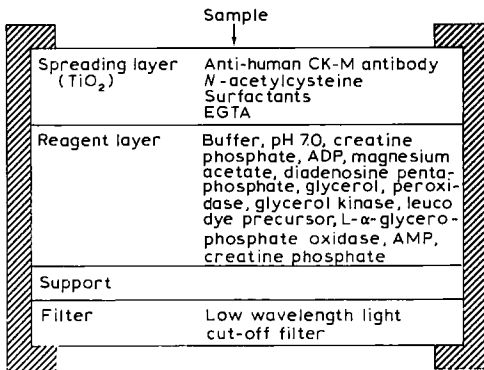 Sample
Spreading layer
(TiO₂)
Anti-human CK-M antibody
N-acetylcysteine
Surfactants
EGTA
Reagent layer
Buffer, pH 7.0, creatine
phosphate, ADP, magnesium
acetate, diadenosine penta-
phosphate, glycerol, peroxi-
dase, glycerol kinase, leuco
dye precursor, L-α-glycero-
phosphate oxidase, AMP,
creatine phosphate
Support
Filter
Low wavelength light
cut-off filter